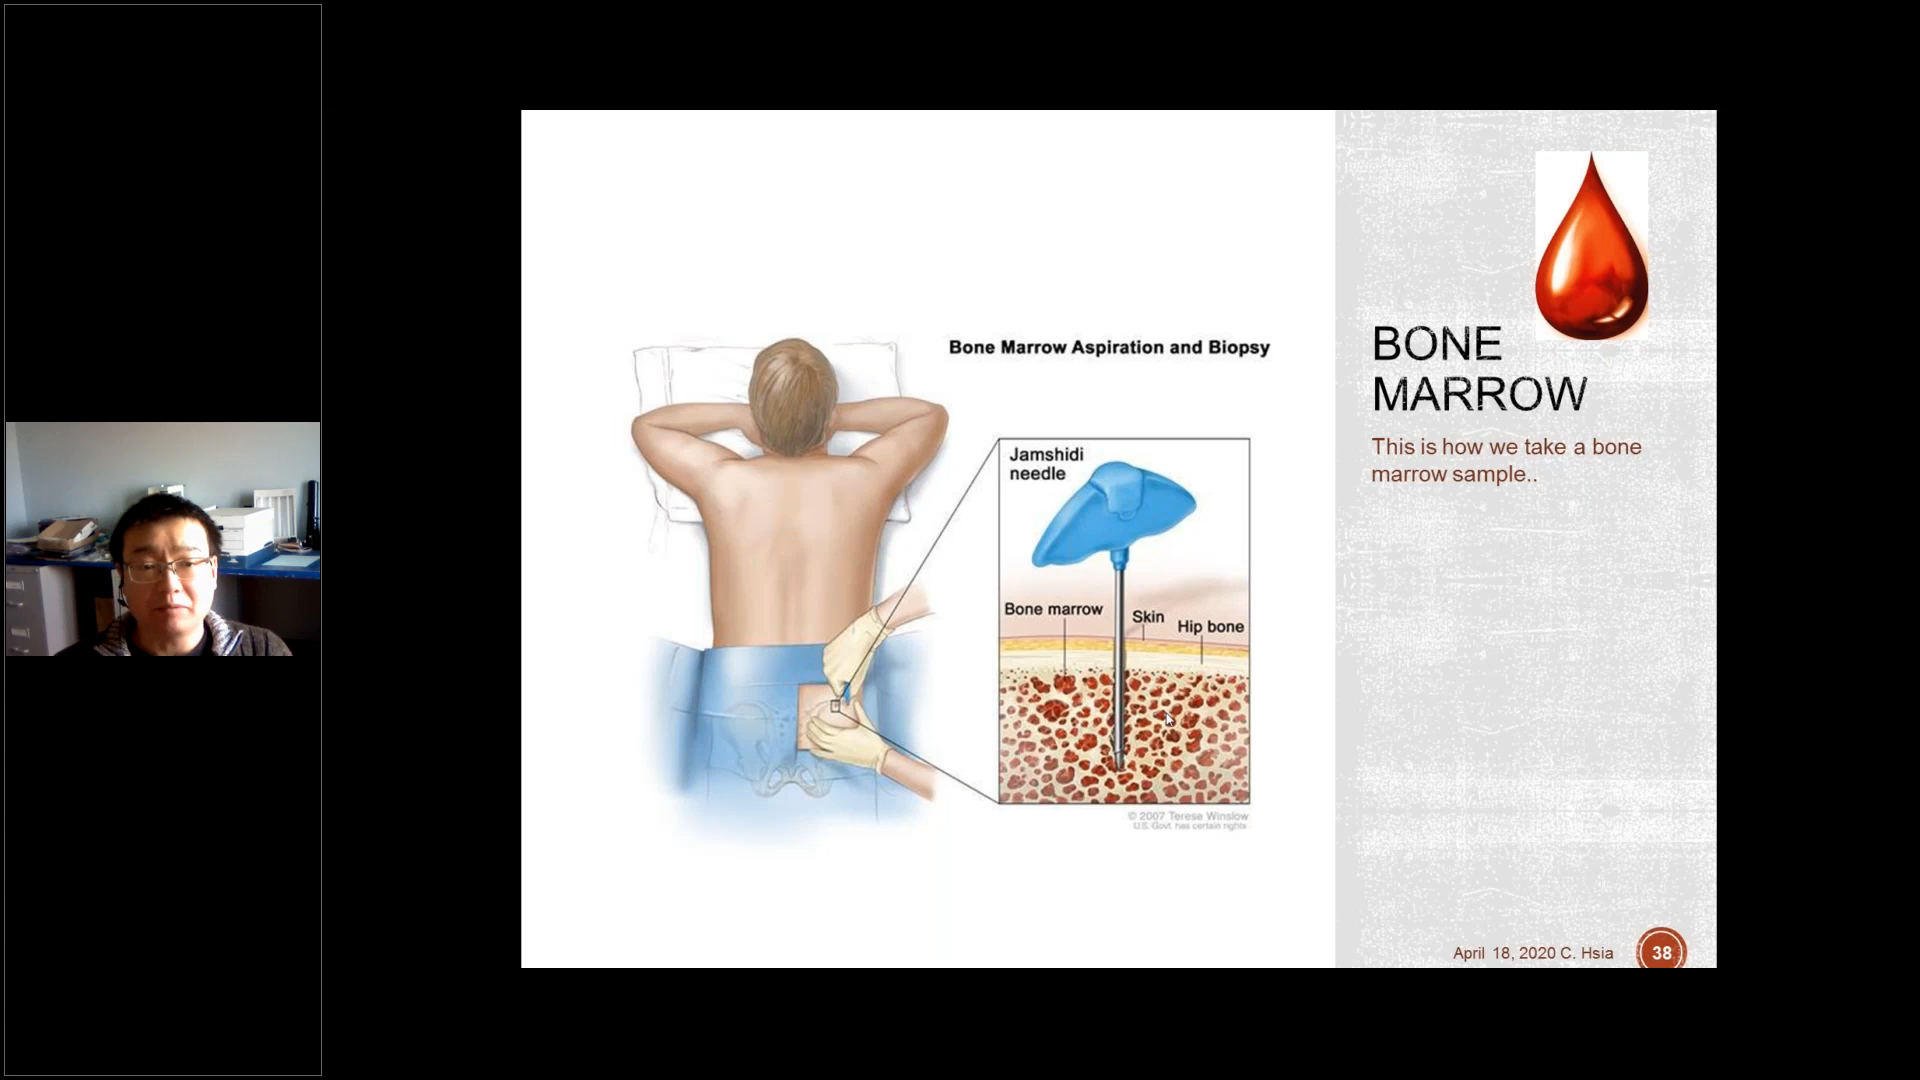 Bone Marrow Aspiration and Biopsy
Jamshidi
needle
Bone marrow
Skin
Hip bone
© 2007 Terese Winslow
U.S. Govt. has certain rights
BONE
MARROW
This is how we take a bone
marrow sample..
April 18, 2020 C. Hsia
38